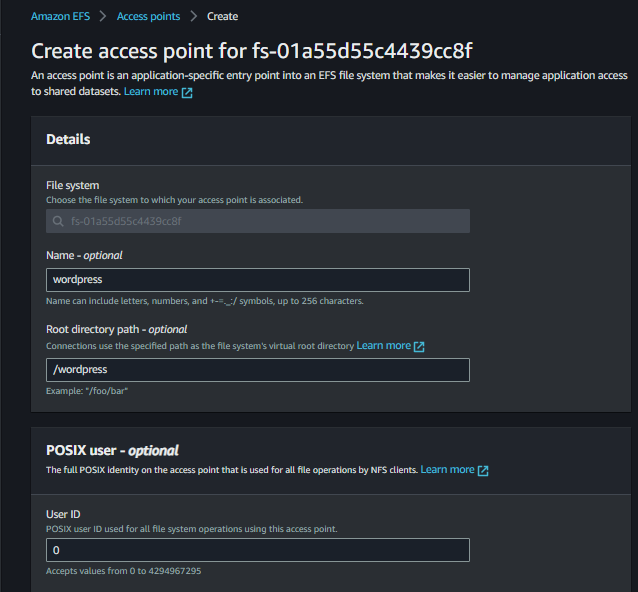 Amazon EFS > Access points > Create
Create access point for fs-01a55d55c4439cc8f
An access point is an application-specific entry point into an EFS file system that makes it easier to manage application access
to shared datasets. Learn more
Details
File system
Choose the file system to which your access point is associated.
fs-01a55d55c4439cc8f
Name - optional
wordpress
Name can include letters, numbers, and +-=._:/ symbols, up to 256 characters.
Root directory path - optional
Connections use the specified path as the file system's virtual root directory Learn more
/wordpress
Example: "/foo/bar"
POSIX user - optional
The full POSIX identity on the access point that is used for all file operations by NFS clients. Learn more
User ID
POSIX user ID used for all file system operations using this access point.
0
Accepts values from 0 to 4294967295